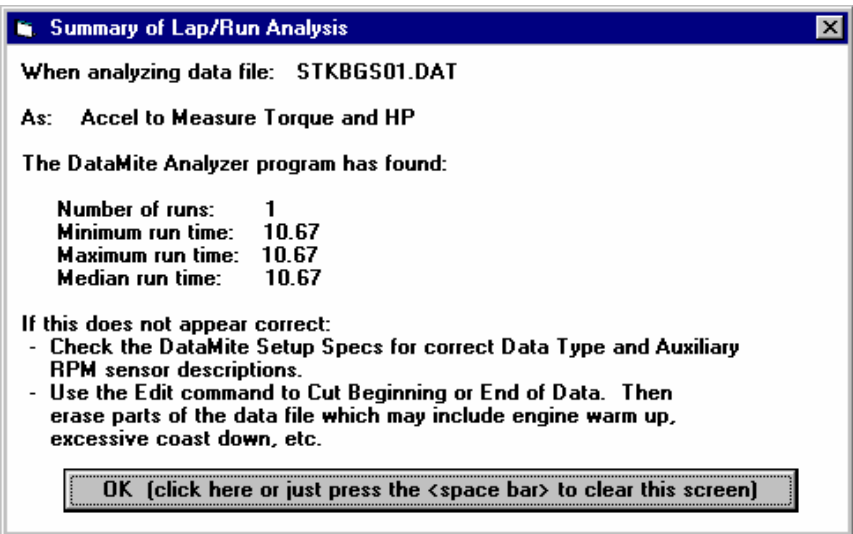 Summary of Lap/Run Analysis
When analyzing data file: STKBGS01.DAT
As: Accel to Measure Torque and HP
The DataMite Analyzer program has found:
Number of runs: 1
Minimum run time: 10.67
Maximum run time: 10.67
Median run time: 10.67
If this does not appear correct:
- Check the DataMite Setup Specs for correct Data Type and Auxiliary
RPM sensor descriptions.
- Use the Edit command to Cut Beginning or End of Data. Then
erase parts of the data file which may include engine warm up,
excessive coast down, etc.
OK (click here or just press the <space bar> to clear this screen)